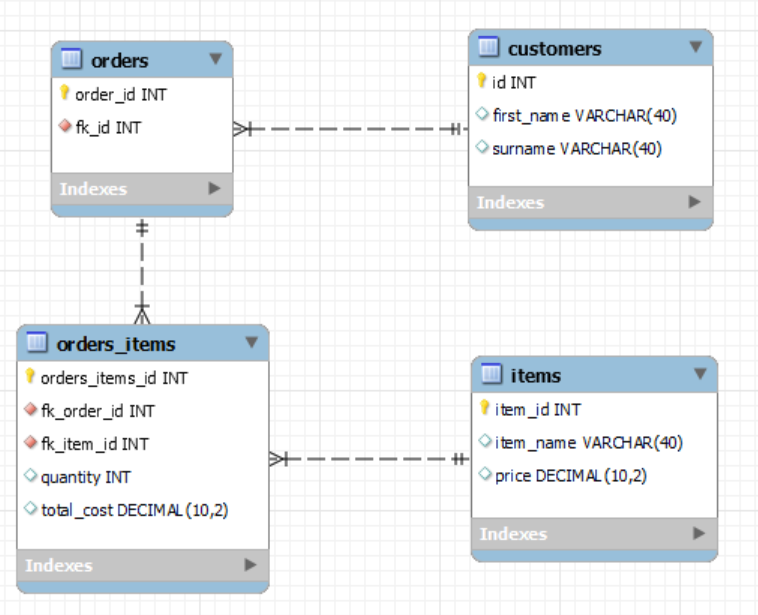 orders
order_id INT
fk_id INT
Indexes
customers
id INT
first_name VARCHAR(40)
surname VARCHAR(40)
Indexes
orders_items
orders_items_id INT
fk_order_id INT
fk_item_id INT
quantity INT
total_cost DECIMAL(10,2)
Indexes
items
item_id INT
item_name VARCHAR(40)
price DECIMAL(10,2)
Indexes